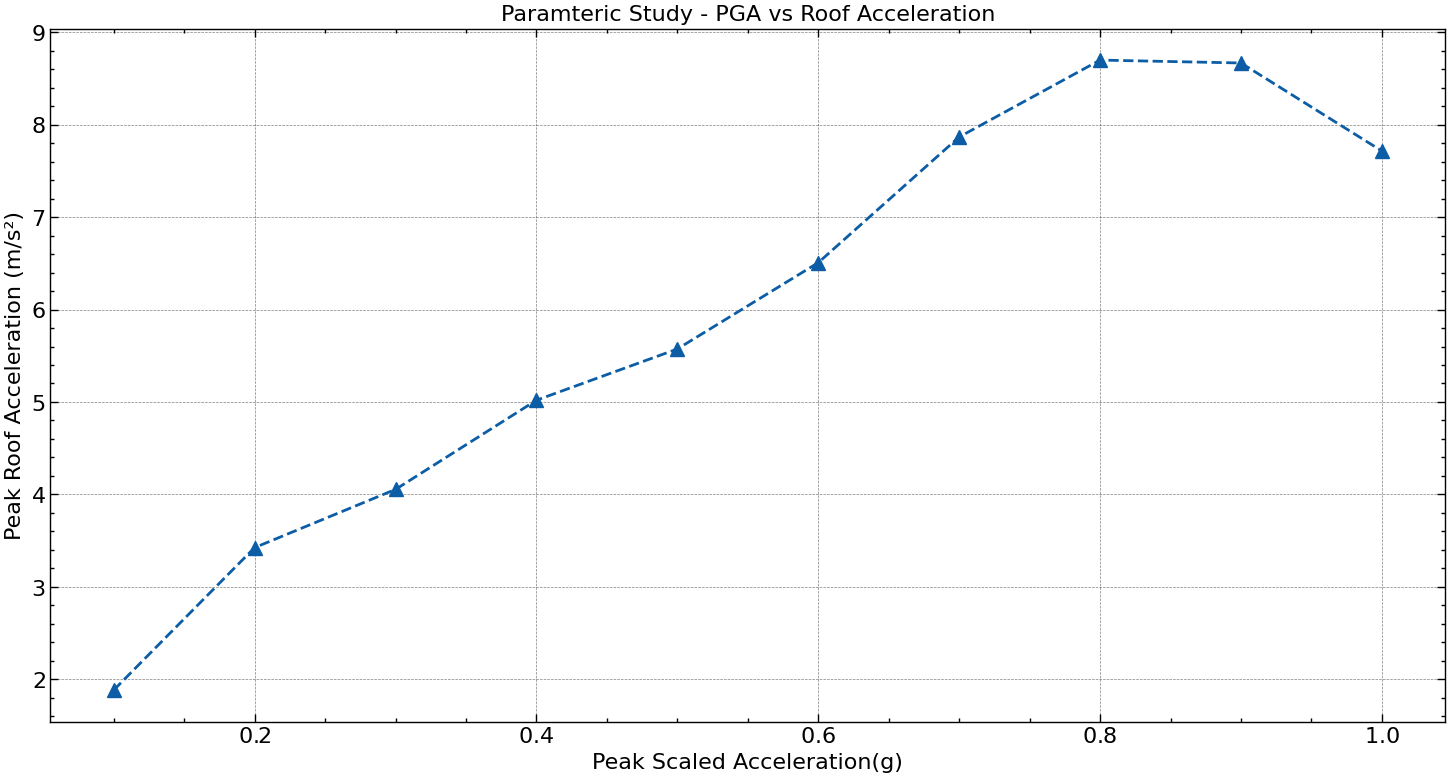 Paramteric Study - PGA vs Roof Acceleration
Peak Roof Acceleration (m/s²)
9
8
7
6
5
4
3
2
0.2 0.4 0.6 0.8 1.0
Peak Scaled Acceleration(g)